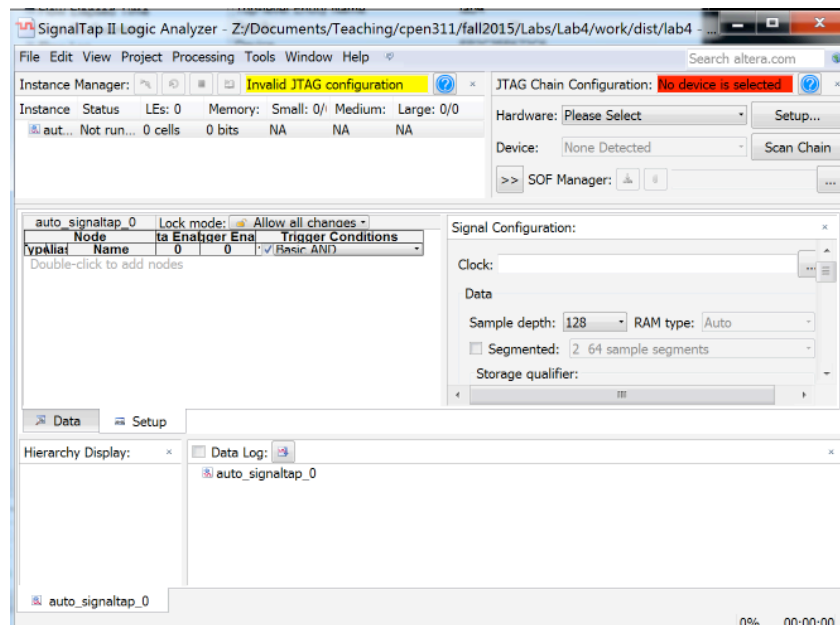 SignalTap II Logic Analyzer - Z:/Documents/Teaching/cpen311/fall2015/Labs/Lab4/work/dist/lab4 - ...
File Edit View Project Processing Tools Window Help
Search altera.com
Instance Manager: Invalid JTAG configuration
Instance Status LEs: 0 Memory: Small: 0/ Medium: Large: 0/0
aut... Not run... 0 cells 0 bits NA NA NA
JTAG Chain Configuration: No device is selected
Hardware: Please Select Setup...
Device: None Detected Scan Chain
>> SOF Manager: ...
auto_signaltap_0 Lock mode: Allow all changes
Node ta Enab gger Ena Trigger Conditions
Type Alias Name 0 0 Basic AND
Double-click to add nodes
Signal Configuration:
Clock: ...
Data
Sample depth: 128 RAM type: Auto
Segmented: 2 64 sample segments
Storage qualifier:
Data Setup
Hierarchy Display:
Data Log:
auto_signaltap_0
auto_signaltap_0
0% 00:00:00